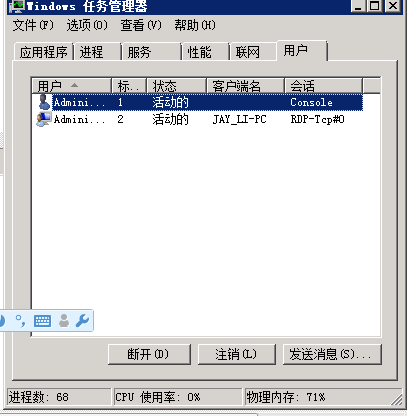 Windows 任务管理器
文件(F) 选项(O) 查看(V) 帮助(H)
应用程序 进程 服务 性能 联网 用户
用户 标.. 状态 客户端名 会话
Admini... 1 活动的 Console
Admini... 2 活动的 JAY_LI-PC RDP-Tcp#0
断开(D) 注销(L) 发送消息(S)...
进程数: 68 CPU 使用率: 0% 物理内存: 71%